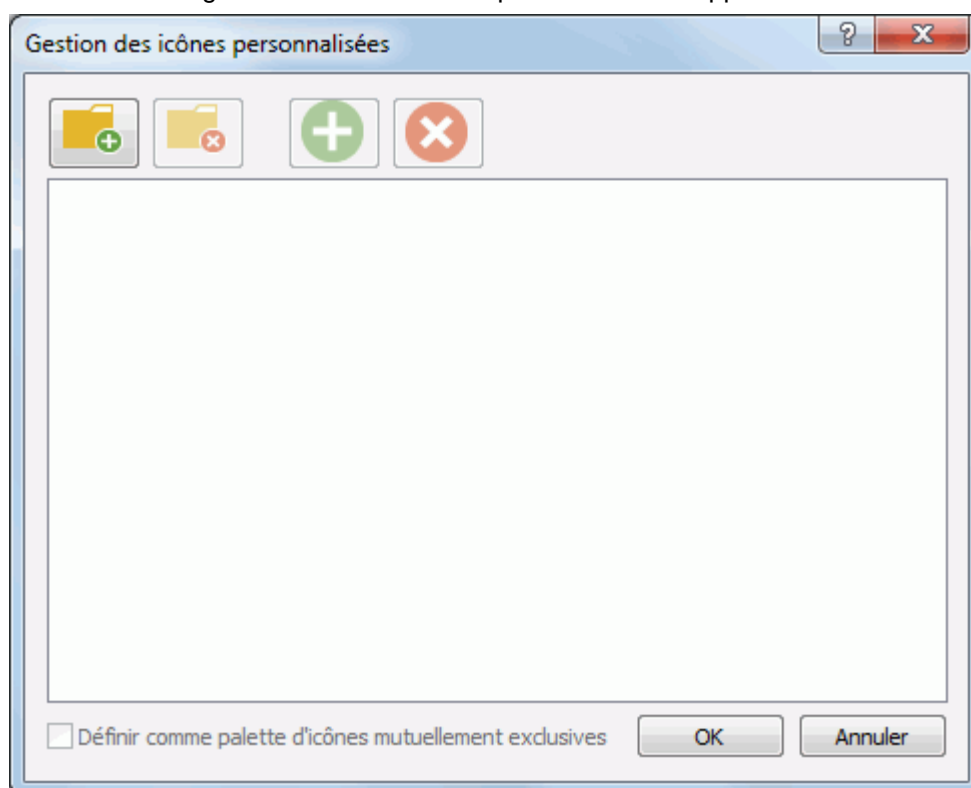 Gestion des icônes personnalisées
Définir comme palette d'icônes mutuellement exclusives
OK
Annuler